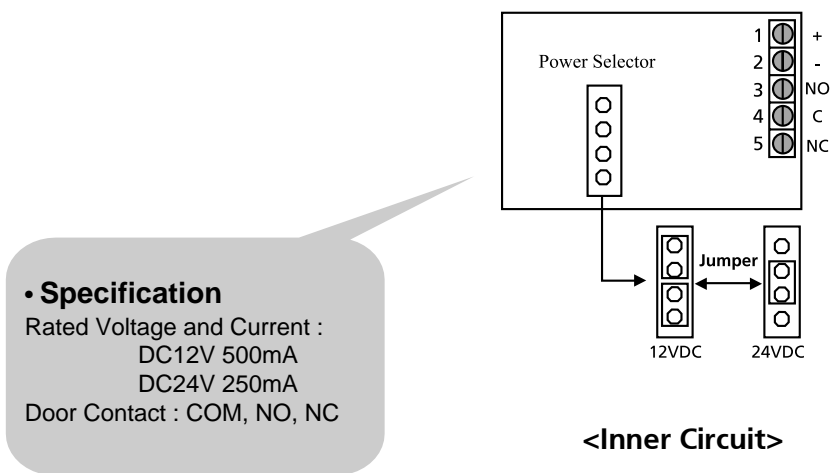 Power Selector
1 +
2 -
3 NO
4 C
5 NC
Jumper
12VDC 24VDC
<Inner Circuit>
• Specification
Rated Voltage and Current :
DC12V 500mA
DC24V 250mA
Door Contact : COM, NO, NC